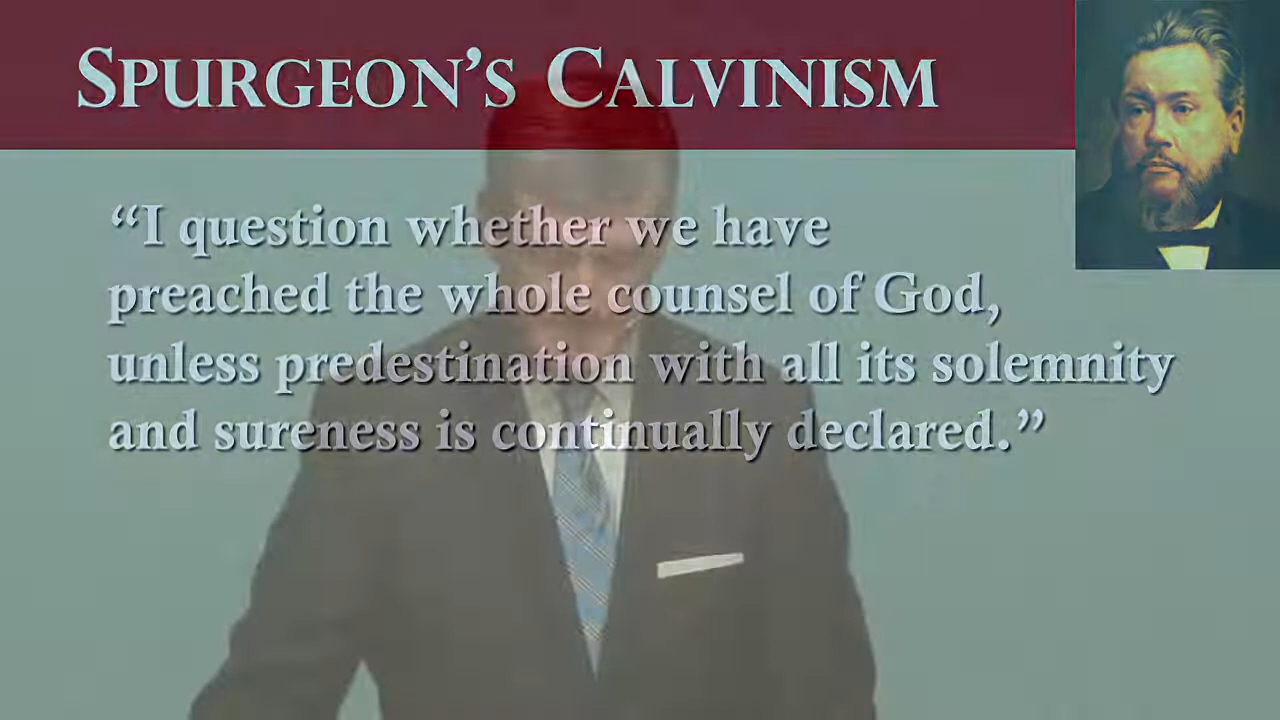 SPURGEON’S CALVINISM
“I question whether we have
preached the whole counsel of God,
unless predestination with all its solemnity
and sureness is continually declared.”